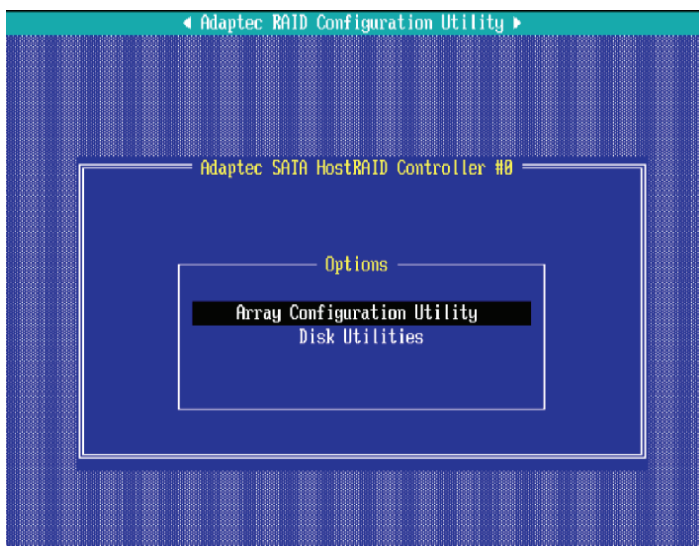 Adaptec RAID Configuration Utility
Adaptec SATA HostRAID Controller #0
Options
Array Configuration Utility
Disk Utilities